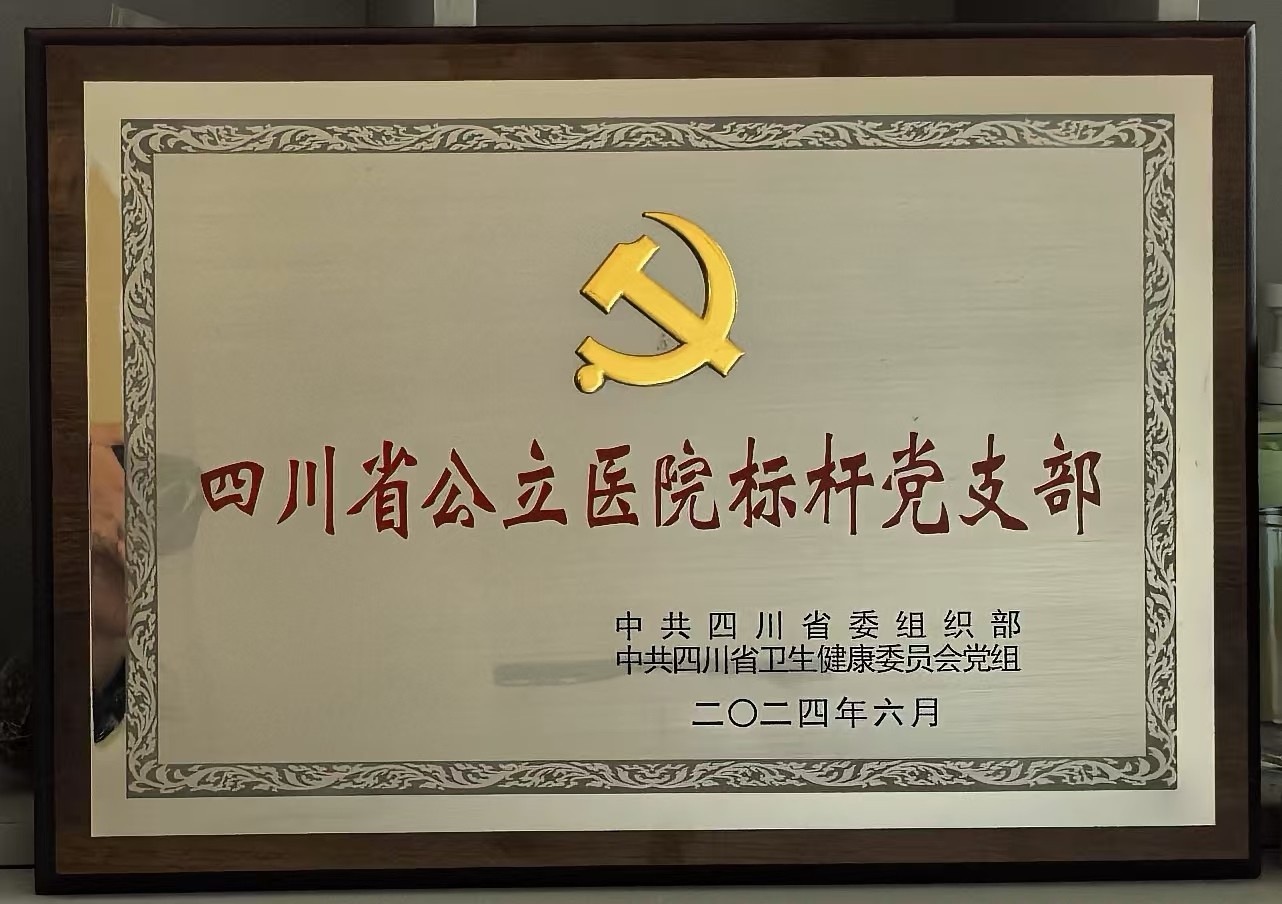 四川省公立医院标杆党支部
中共四川省委组织部
中共四川省卫生健康委员会党组
二〇二四年六月